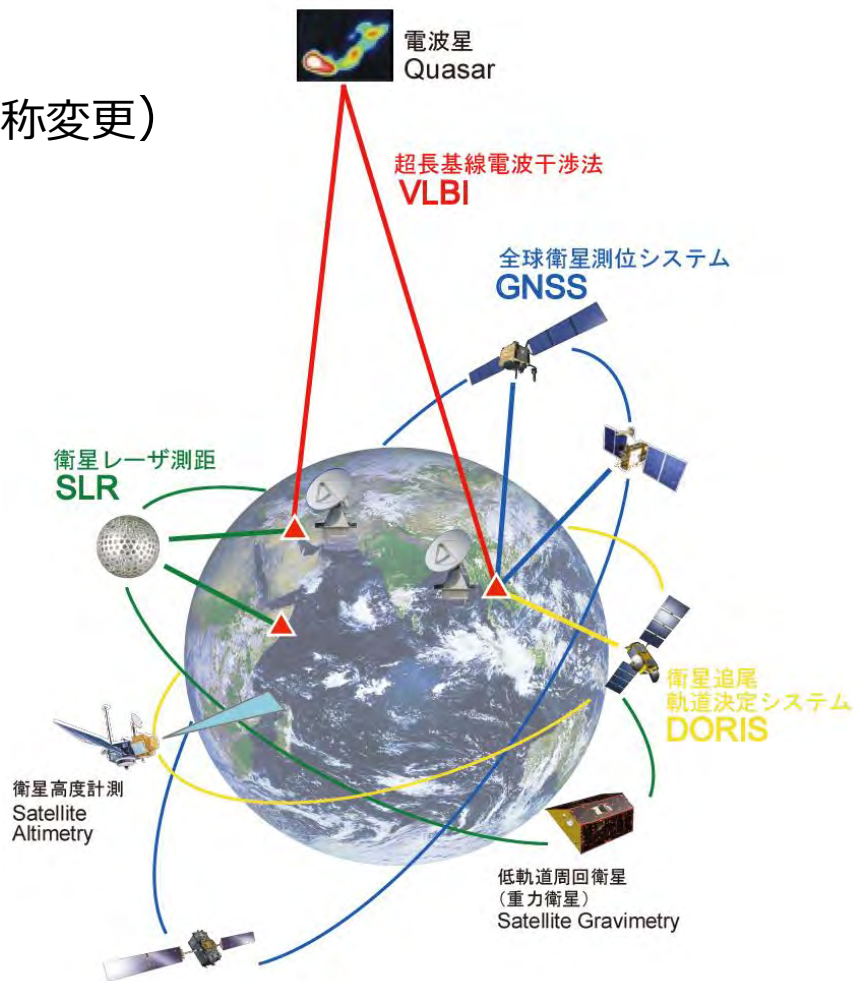 電波星
Quasar
称変更）
超長基線電波干渉法
VLBI
全球衛星測位システム
GNSS
衛星レーザ測距
SLR
衛星追尾
軌道決定システム
DORIS
衛星高度計測
Satellite
Altimetry
低軌道周回衛星
（重力衛星）
Satellite Gravimetry